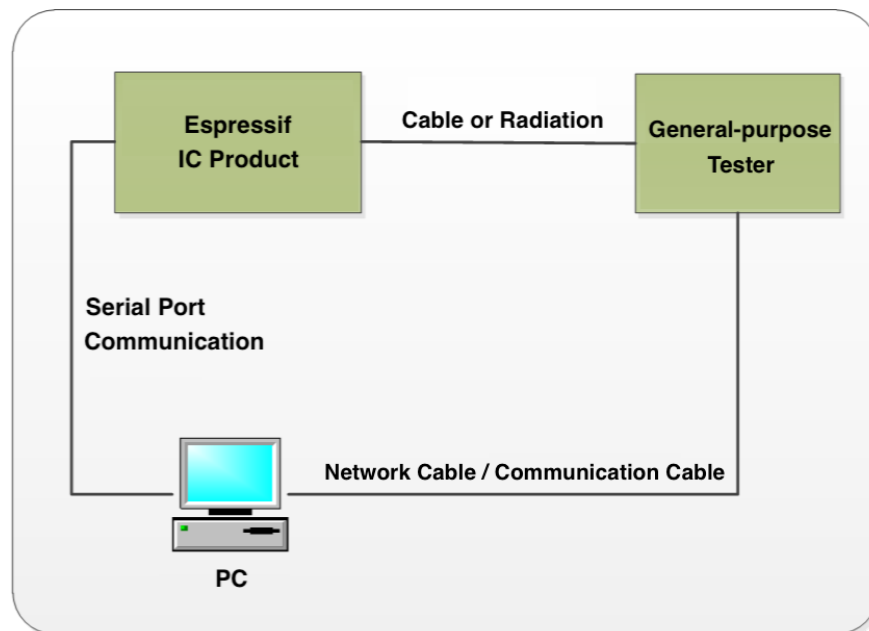 Espressif
IC Product
Cable or Radiation
General-purpose
Tester
Serial Port
Communication
Network Cable / Communication Cable
PC